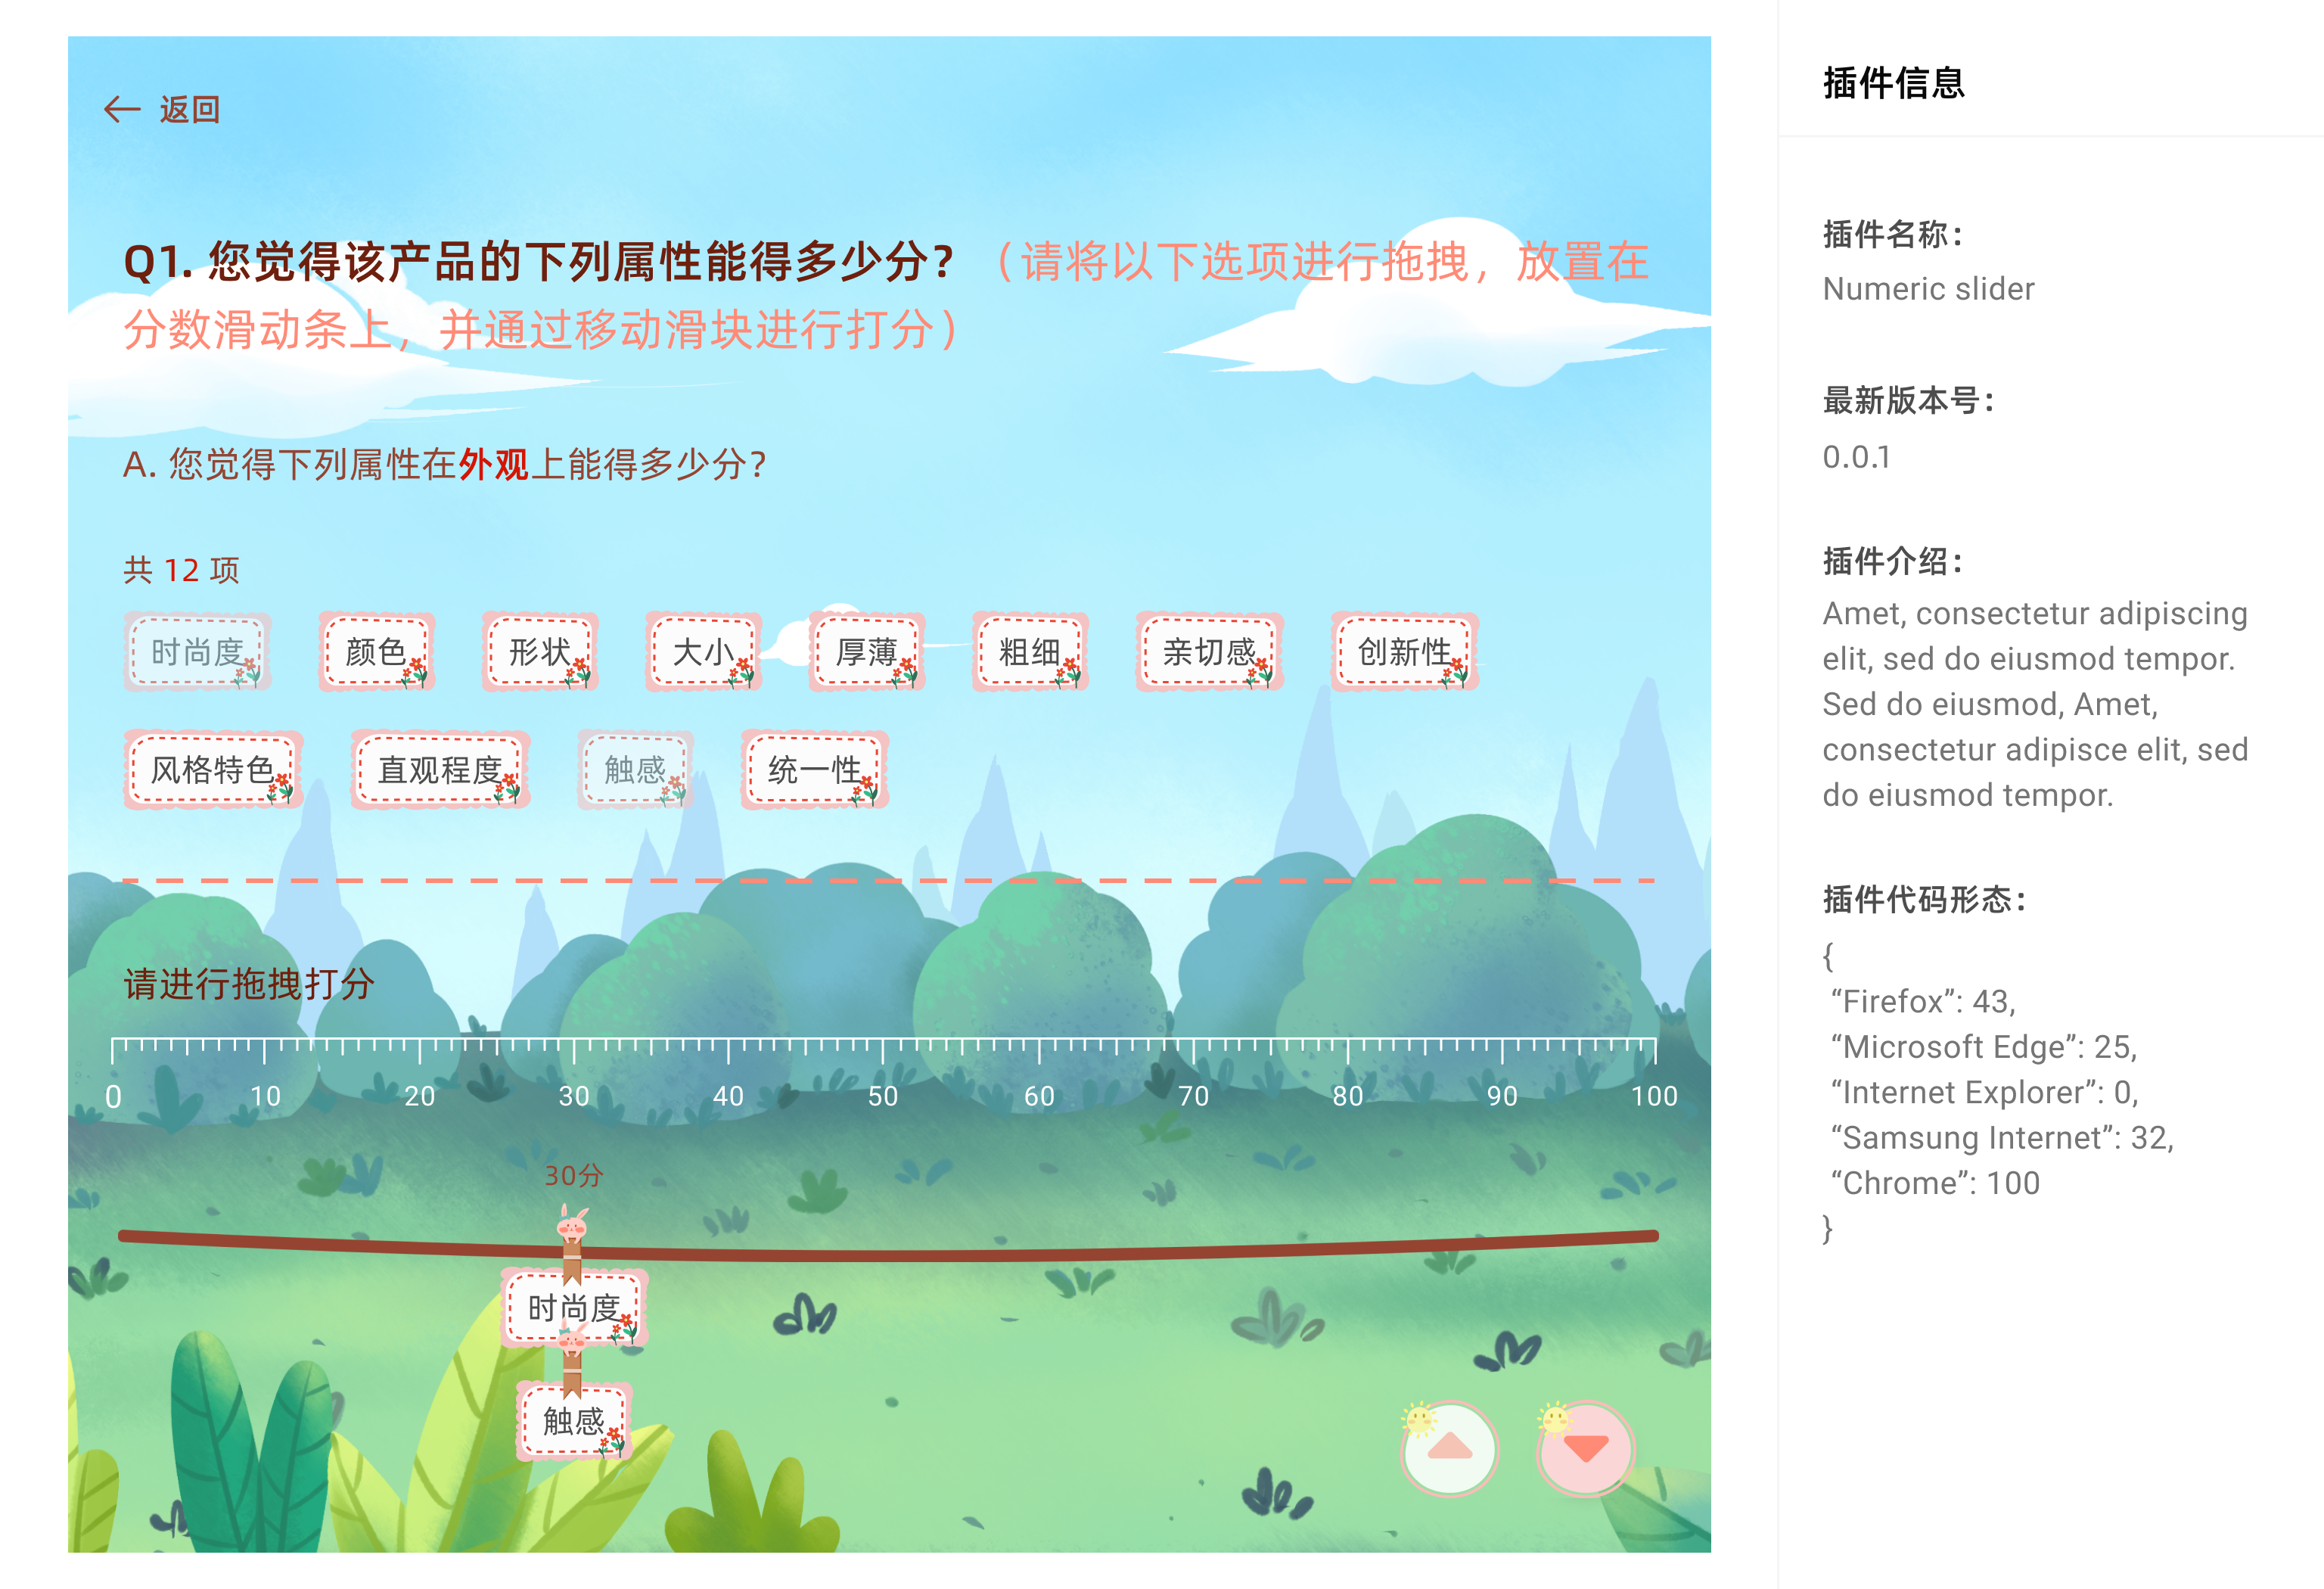 返回
Q1. 您觉得该产品的下列属性能得多少分？（请将以下选项进行拖拽，放置在
分数滑动条上，并通过移动滑块进行打分）
A. 您觉得下列属性在外观上能得多少分？
共 12 项
时尚度 颜色 形状 大小 厚薄 粗细 亲切感 创新性
风格特色 直观程度 触感 统一性
请进行拖拽打分
0 10 20 30 40 50 60 70 80 90 100
30分
时尚度
触感
插件信息
插件名称：
Numeric slider
最新版本号：
0.0.1
插件介绍：
Amet, consectetur adipiscing
elit, sed do eiusmod tempor.
Sed do eiusmod, Amet,
consectetur adipisce elit, sed
do eiusmod tempor.
插件代码形态：
{
“Firefox”: 43,
“Microsoft Edge”: 25,
“Internet Explorer”: 0,
“Samsung Internet”: 32,
“Chrome”: 100
}